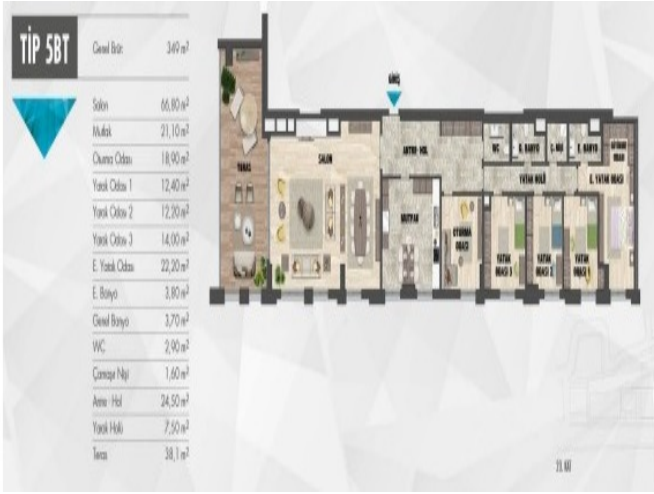 TİP 5BT
Genel Brüt 349 m²
Salon 66,80 m²
Mutfak 21,10 m²
Oturma Odası 18,90 m²
Yatak Odası 1 12,40 m²
Yatak Odası 2 12,20 m²
Yatak Odası 3 14,00 m²
E. Yatak Odası 22,20 m²
E. Banyo 3,80 m²
Genel Banyo 3,70 m²
WC 2,90 m²
Çamaşır Nişi 1,60 m²
Antre - Hol 24,50 m²
Yatak Holü 7,50 m²
Teras 38,1 m²
GİRİŞ
TERAS
SALON
ANTRE - HOL
MUTFAK
OTURMA
ODASI
WC
G. BANYO
Ç. NİŞİ
E. BANYO
YATAK HOLÜ
E. YATAK ODASI
YATAK
ODASI 3
YATAK
ODASI 2
YATAK
ODASI 1